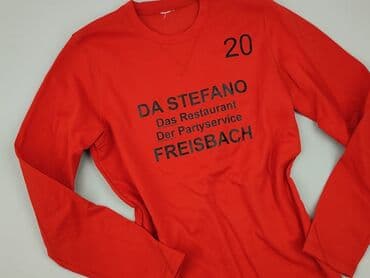 20
DA STEFANO
Das Restaurant
Der Partyservice
FREISBACH